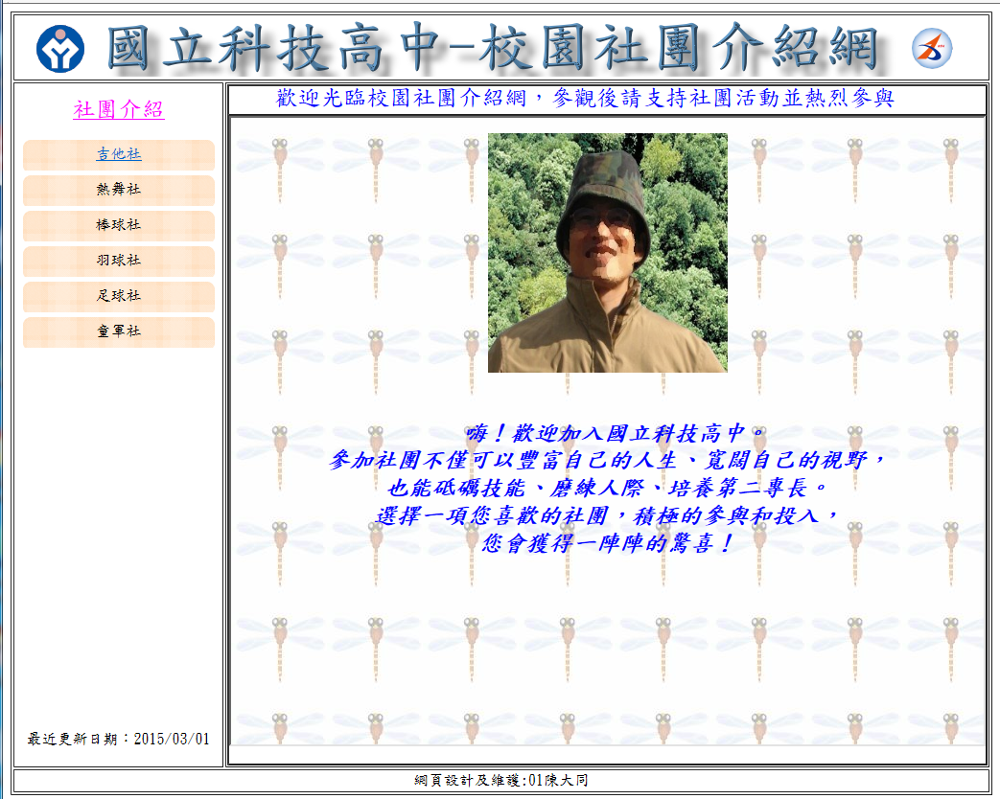 國立科技高中-校園社團介紹網
社團介紹
吉他社
熱舞社
棒球社
羽球社
足球社
童軍社
最近更新日期：2015/03/01
歡迎光臨校園社團介紹網，參觀後請支持社團活動並熱烈參與
嗨！歡迎加入國立科技高中。
參加社團不僅可以豐富自己的人生、寬闊自己的視野，
也能砥礪技能、磨練人際、培養第二專長。
選擇一項您喜歡的社團，積極的參與和投入，
您會獲得一陣陣的驚喜！
網頁設計及維護:01陳大同